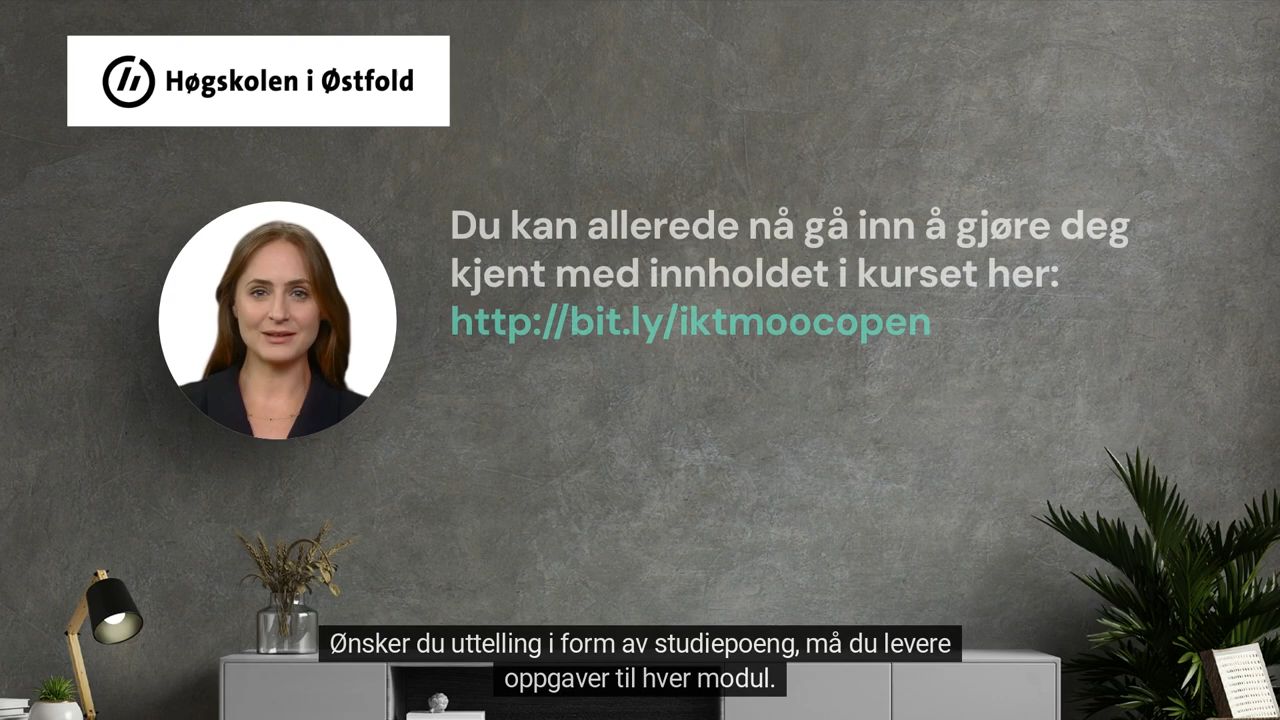 Høgskolen i Østfold
Du kan allerede nå gå inn å gjøre deg
kjent med innholdet i kurset her:
http://bit.ly/iktmoocopen
Ønsker du uttelling i form av studiepoeng, må du levere
oppgaver til hver modul.